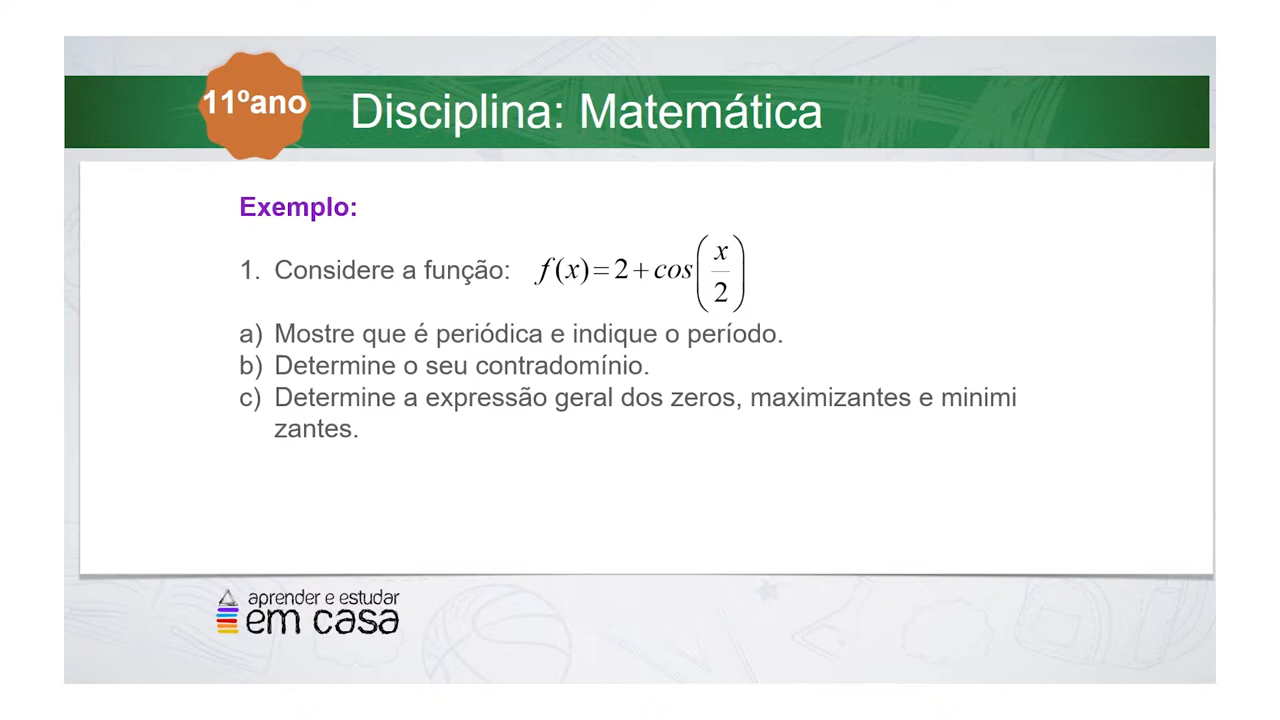 11ºano
Disciplina: Matemática
Exemplo:
1. Considere a função: f(x)=2+cos(x/2)
a) Mostre que é periódica e indique o período.
b) Determine o seu contradomínio.
c) Determine a expressão geral dos zeros, maximizantes e minimi
zantes.
aprender e estudar
em casa